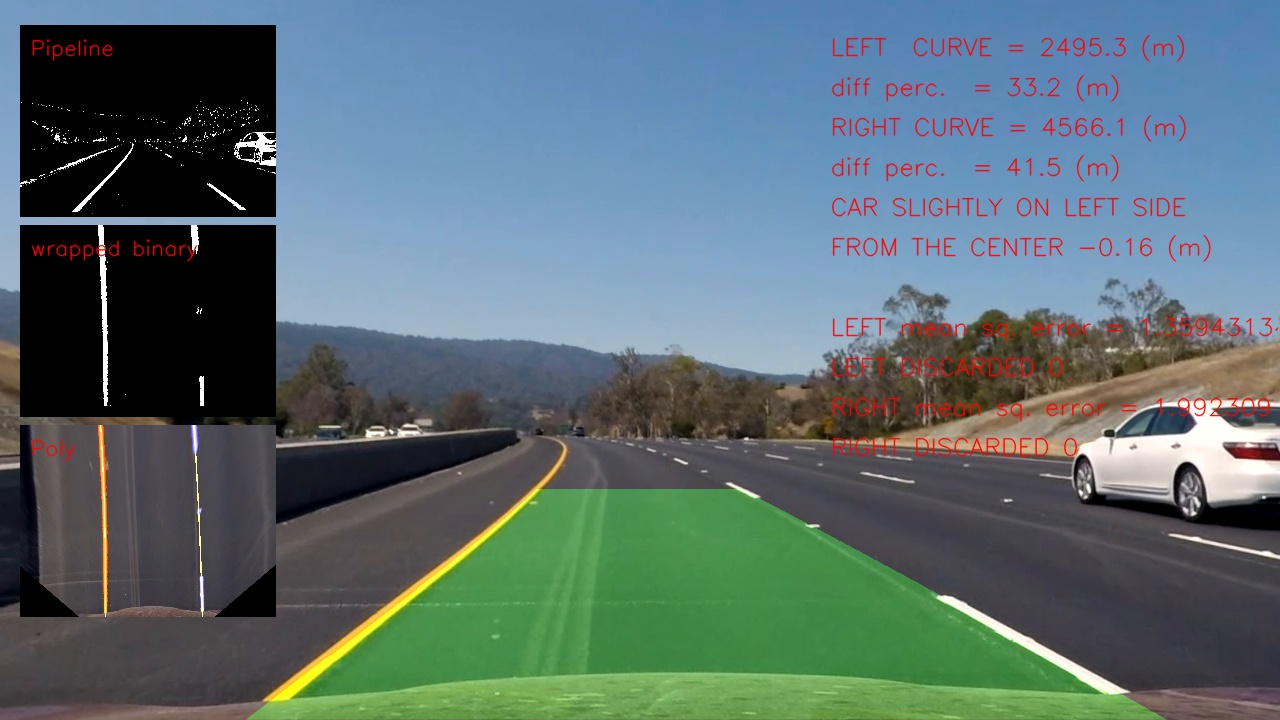 Pipeline
wrapped binary
Poly
LEFT CURVE = 2495.3 (m)
diff perc. = 33.2 (m)
RIGHT CURVE = 4566.1 (m)
diff perc. = 41.5 (m)
CAR SLIGHTLY ON LEFT SIDE
FROM THE CENTER -0.16 (m)
LEFT mean sq. error = 1.3594313
LEFT DISCARDED 0
RIGHT mean sq. error = 1.992309
RIGHT DISCARDED 0